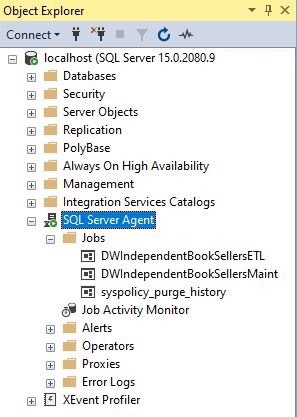 Object Explorer
Connect
localhost (SQL Server 15.0.2080.9
Databases
Security
Server Objects
Replication
PolyBase
Always On High Availability
Management
Integration Services Catalogs
SQL Server Agent
Jobs
DWIndependentBookSellersETL
DWIndependentBookSellersMaint
syspolicy_purge_history
Job Activity Monitor
Alerts
Operators
Proxies
Error Logs
XEvent Profiler